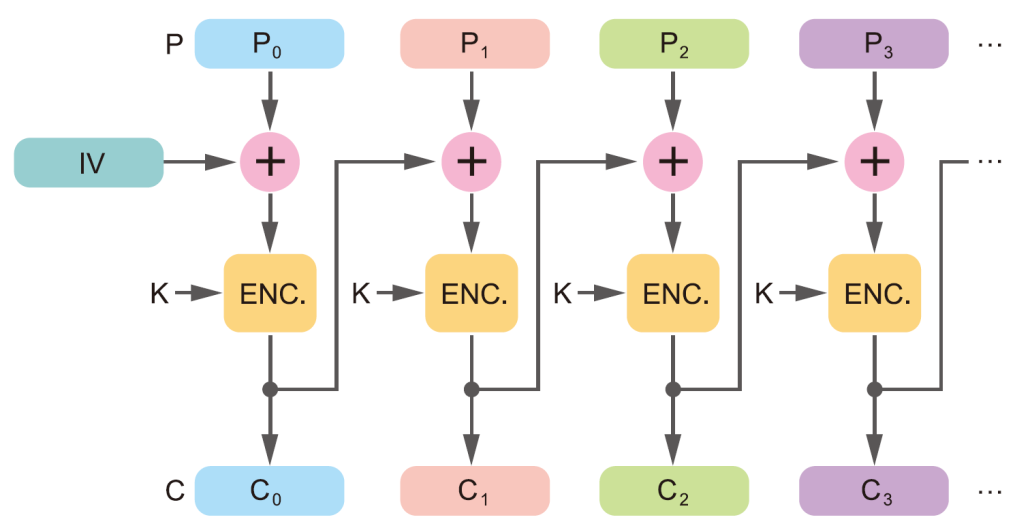 P P₀ P₁ P₂ P₃ ...
IV + + + + ...
K ENC. K ENC. K ENC. K ENC.
C C₀ C₁ C₂ C₃ ...